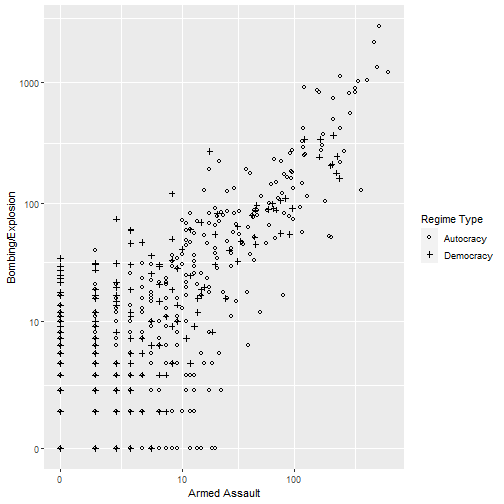 1000
100
10
0
Bombing/Explosion
0
10
100
Armed Assault
Regime Type
Autocracy
Democracy